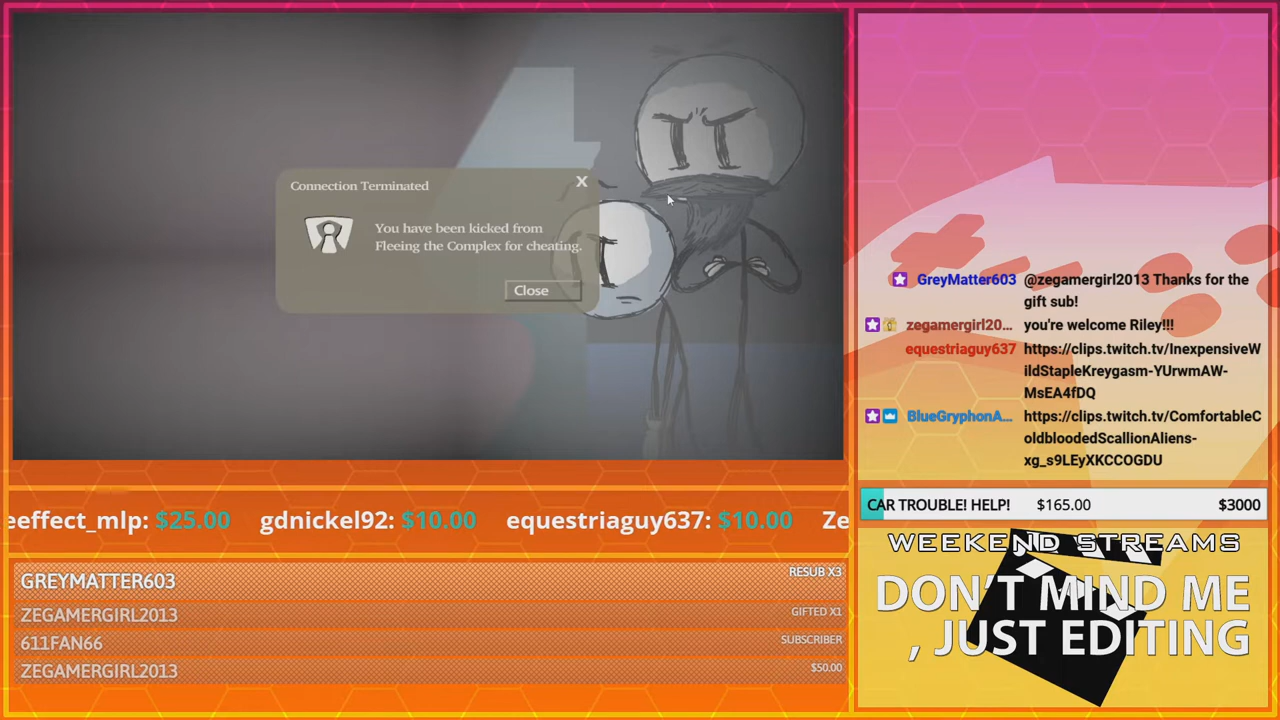 Connection Terminated
X
You have been kicked from
Fleeing the Complex for cheating.
Close
GreyMatter603 @zegamergirl2013 Thanks for the
gift sub!
zegamergirl20... you're welcome Riley!!!
equestriaguy637 https://clips.twitch.tv/InexpensiveW
ildStapleKreygasm-YUrwmAW-
MsEA4fDQ
BlueGryphonA... https://clips.twitch.tv/ComfortableC
oldbloodedScallionAliens-
xg_s9LEyXKCCOGDU
CAR TROUBLE! HELP! $165.00 $3000
eeffect_mlp: $25.00 gdnickel92: $10.00 equestriaguy637: $10.00 Ze
WEEKEND STREAMS
DON'T MIND ME
, JUST EDITING
GREYMATTER603 RESUB X3
ZEGAMERGIRL2013 GIFTED X1
611FAN66 SUBSCRIBER
ZEGAMERGIRL2013 $50.00